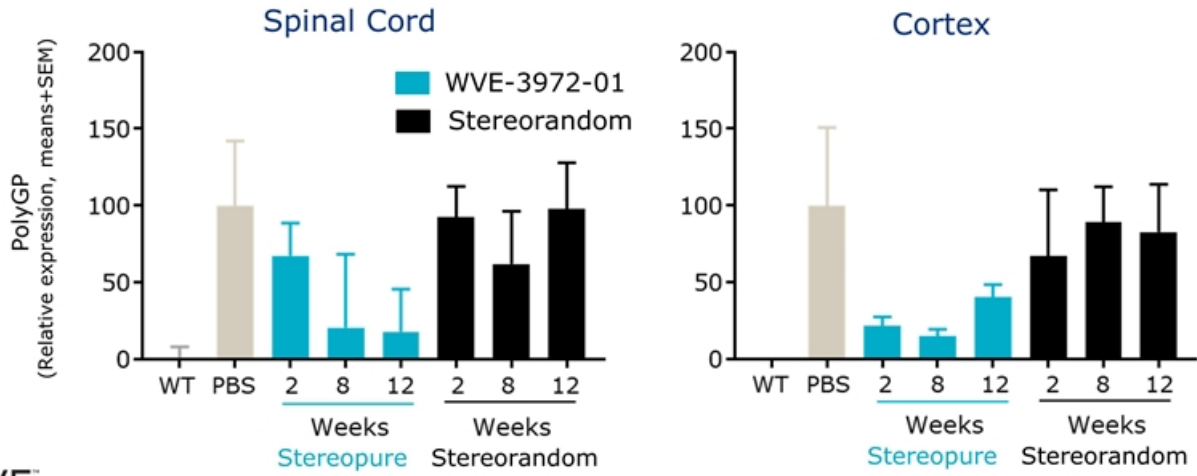 Spinal Cord
Cortex
PolyGP
(Relative expression, means+SEM)
200
150
100
50
0
WVE-3972-01
Stereorandom
WT PBS 2 8 12 2 8 12
Weeks Weeks
Stereopure Stereorandom
200
150
100
50
0
WT PBS 2 8 12 2 8 12
Weeks Weeks
Stereopure Stereorandom